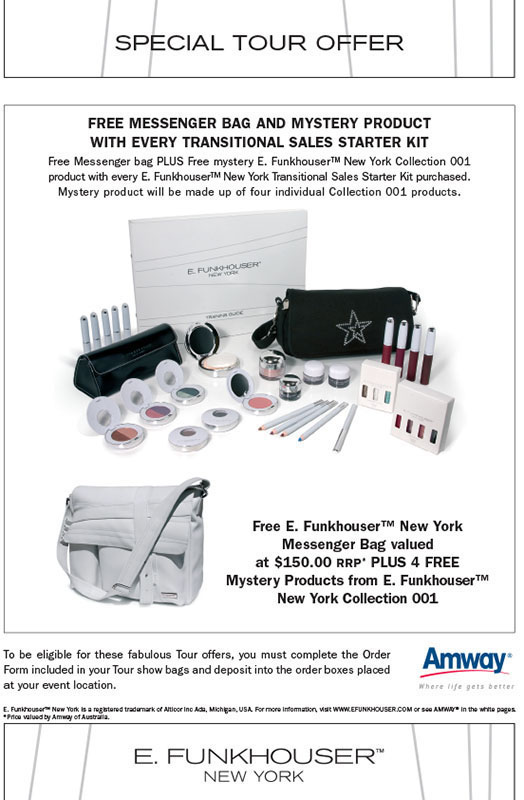 SPECIAL TOUR OFFER
FREE MESSENGER BAG AND MYSTERY PRODUCT
WITH EVERY TRANSITIONAL SALES STARTER KIT
Free Messenger bag PLUS Free mystery E. Funkhouser™ New York Collection 001
product with every E. Funkhouser™ New York Transitional Sales Starter Kit purchased.
Mystery product will be made up of four individual Collection 001 products.
E. FUNKHOUSER™
NEW YORK
TRAINING GUIDE
Free E. Funkhouser™ New York
Messenger Bag valued
at $150.00 RRP* PLUS 4 FREE
Mystery Products from E. Funkhouser™
New York Collection 001
To be eligible for these fabulous Tour offers, you must complete the Order
Form included in your Tour show bags and deposit into the order boxes placed
at your event location.
Amway®
Where life gets better
E. Funkhouser™ New York is a registered trademark of Alticor Inc Ada, Michigan, USA. For more information, visit WWW.EFUNKHOUSER.COM or see AMWAY® in the white pages.
*Price valued by Amway of Australia.
E. FUNKHOUSER™
NEW YORK